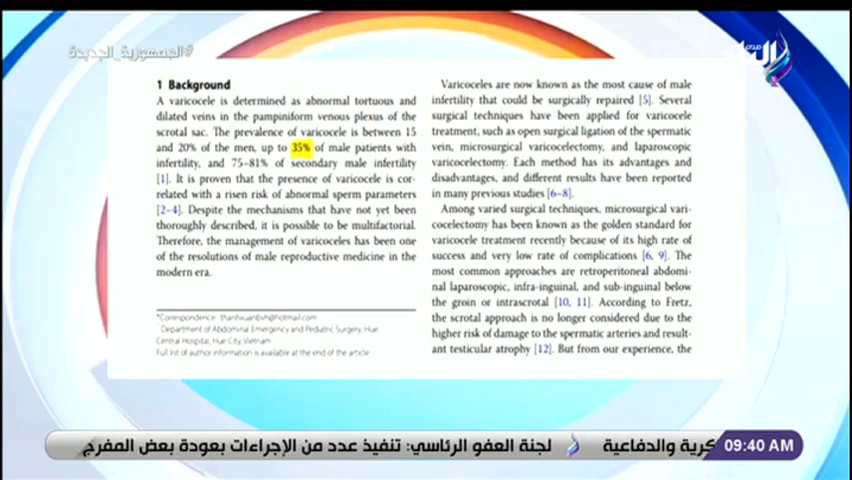 #الجمهورية_الجديدة
صدى
البلد
1 Background
A varicocele is determined as abnormal tortuous and
dilated veins in the pampiniform venous plexus of the
scrotal sac. The prevalence of varicocele is between 15
and 20% of the men, up to 35% of male patients with
infertility, and 75–81% of secondary male infertility
[1]. It is proven that the presence of varicocele is cor-
related with a risen risk of abnormal sperm parameters
[2–4]. Despite the mechanisms that have not yet been
thoroughly described, it is possible to be multifactorial.
Therefore, the management of varicoceles has been one
of the resolutions of male reproductive medicine in the
modern era.
*Correspondence: thanhxuanbvh@hotmail.com
1 Department of Abdominal Emergency and Pediatric Surgery, Hue
Central Hospital, Hue City, Vietnam
Full list of author information is available at the end of the article
Varicoceles are now known as the most cause of male
infertility that could be surgically repaired [5]. Several
surgical techniques have been applied for varicocele
treatment, such as open surgical ligation of the spermatic
vein, microsurgical varicocelectomy, and laparoscopic
varicocelectomy. Each method has its advantages and
disadvantages, and different results have been reported
in many previous studies [6–8].
Among varied surgical techniques, microsurgical vari-
cocelectomy has been known as the golden standard for
varicocele treatment recently because of its high rate of
success and very low rate of complications [6, 9]. The
most common approaches are retroperitoneal abdomi-
nal laparoscopic, infra-inguinal, and sub-inguinal below
the groin or intrascrotal [10, 11]. According to Fretz,
the scrotal approach is no longer considered due to the
higher risk of damage to the spermatic arteries and result-
ant testicular atrophy [12]. But from our experience, the
كرية والدفاعية لجنة العفو الرئاسي: تنفيذ عدد من الإجراءات بعودة بعض المفرج
09:40 AM